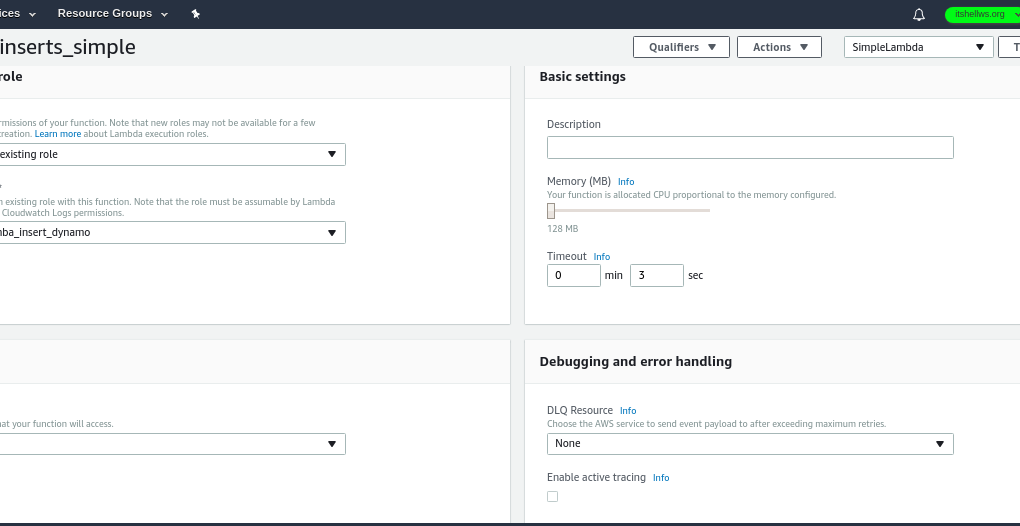 ices Resource Groups itshellws.org
inserts_simple Qualifiers Actions SimpleLambda T
role
rmissions of your function. Note that new roles may not be available for a few
creation. Learn more about Lambda execution roles.
existing role
*
n existing role with this function. Note that the role must be assumable by Lambda
Cloudwatch Logs permissions.
ba_insert_dynamo
Basic settings
Description
Memory (MB) Info
Your function is allocated CPU proportional to the memory configured.
128 MB
Timeout Info
0 min 3 sec
at your function will access.
Debugging and error handling
DLQ Resource Info
Choose the AWS service to send event payload to after exceeding maximum retries.
None
Enable active tracing Info